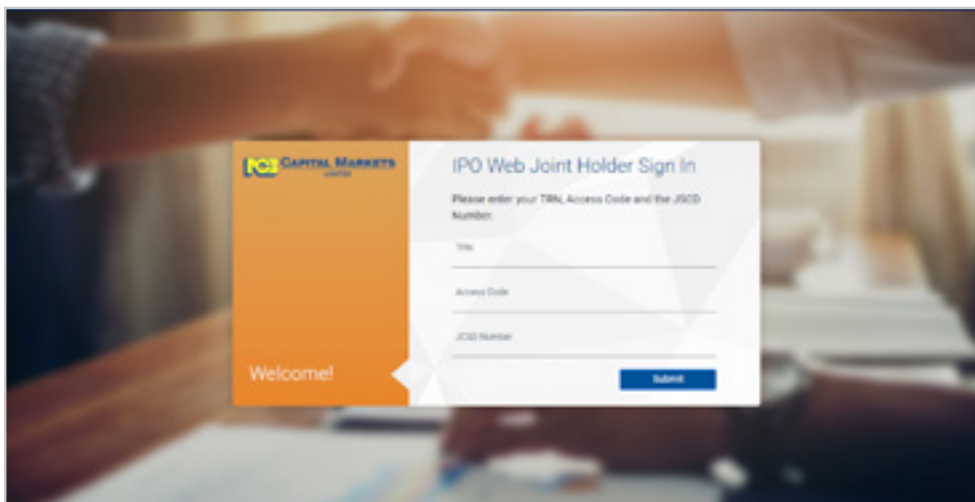 NCB CAPITAL MARKETS
LIMITED
IPO Web Joint Holder Sign In
Please enter your TRN, Access Code and the JSCD
Number.
TRN
Access Code
JCSD Number
Welcome!
Submit